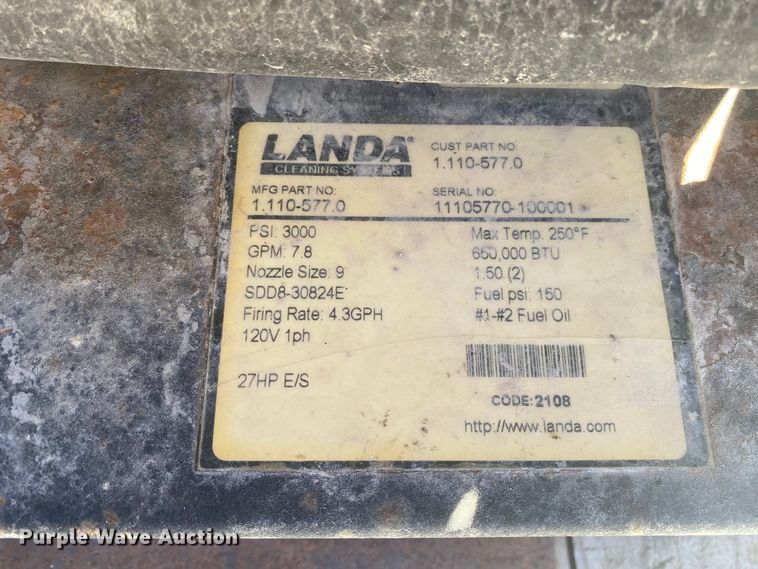 LANDA®
CLEANING SYSTEMS
CUST PART NO:
1.110-577.0
MFG PART NO:
1.110-577.0
SERIAL NO:
11105770-100001
PSI: 3000
GPM: 7.8
Nozzle Size: 9
SDD8-30824E
Firing Rate: 4.3GPH
120V 1ph
27HP E/S
Max Temp. 250°F
650,000 BTU
1.50 (2)
Fuel psi: 150
#1-#2 Fuel Oil
CODE: 2108
http://www.landa.com
Purple Wave Auction